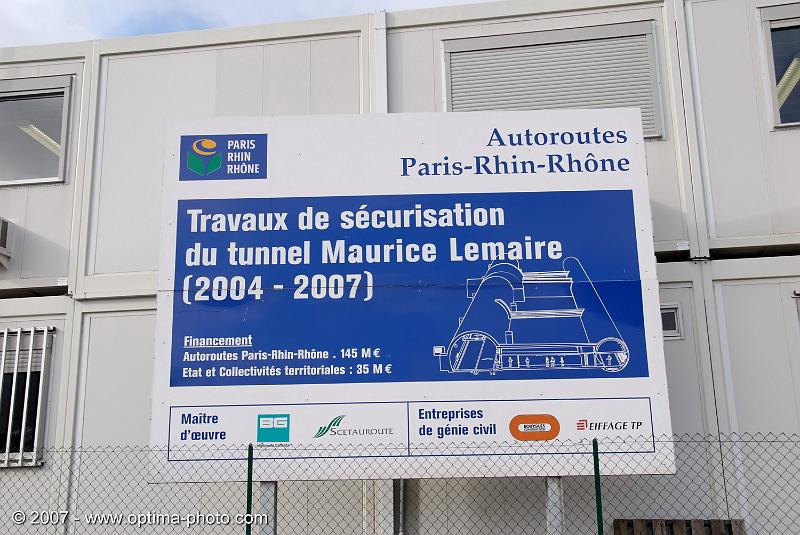 PARIS
RHIN
RHÔNE
Autoroutes
Paris-Rhin-Rhône
Travaux de sécurisation
du tunnel Maurice Lemaire
(2004 - 2007)
Financement
Autoroutes Paris-Rhin-Rhône . 145 M€
Etat et Collectivités territoriales : 35 M€
Maître
d'œuvre
BG
SCETAUROUTE
Entreprises
de génie civil
BOUYGUES
EIFFAGE TP
© 2007 - www.optima-photo.com